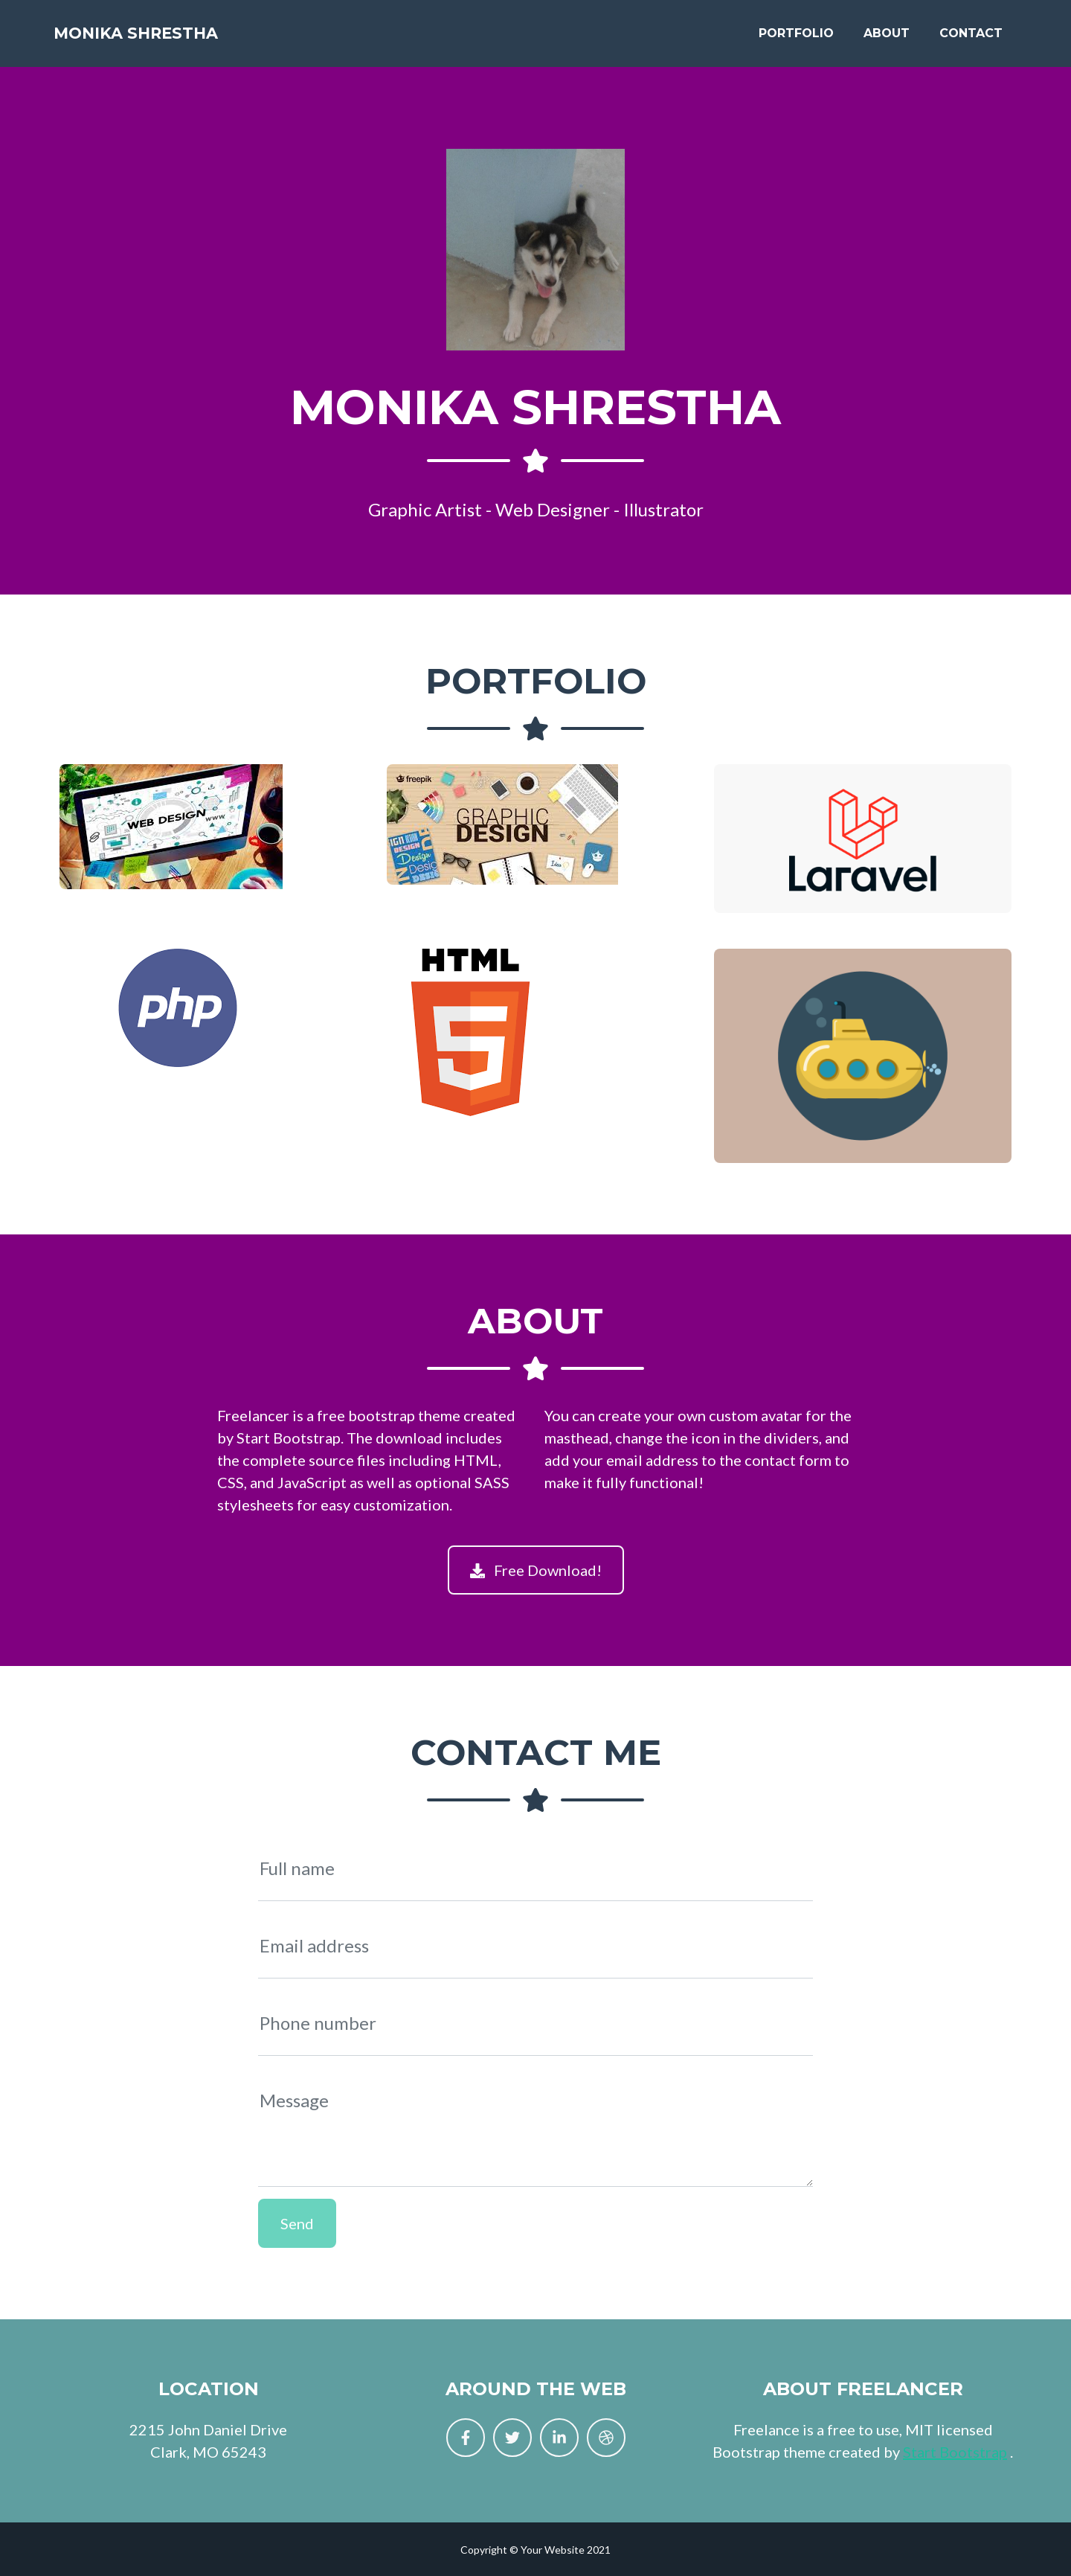 MONIKA SHRESTHA
PORTFOLIO
ABOUT
CONTACT
MONIKA SHRESTHA
Graphic Artist - Web Designer - Illustrator
PORTFOLIO
WEB DESIGN
WWW.
freepik
GRAPHIC
DESIGN
Idea
Laravel
php
HTML
5
ABOUT
Freelancer is a free bootstrap theme created
by Start Bootstrap. The download includes
the complete source files including HTML,
CSS, and JavaScript as well as optional SASS
stylesheets for easy customization.
You can create your own custom avatar for the
masthead, change the icon in the dividers, and
add your email address to the contact form to
make it fully functional!
Free Download!
CONTACT ME
Full name
Email address
Phone number
Message
Send
LOCATION
2215 John Daniel Drive
Clark, MO 65243
AROUND THE WEB
ABOUT FREELANCER
Freelance is a free to use, MIT licensed
Bootstrap theme created by Start Bootstrap .
Copyright © Your Website 2021